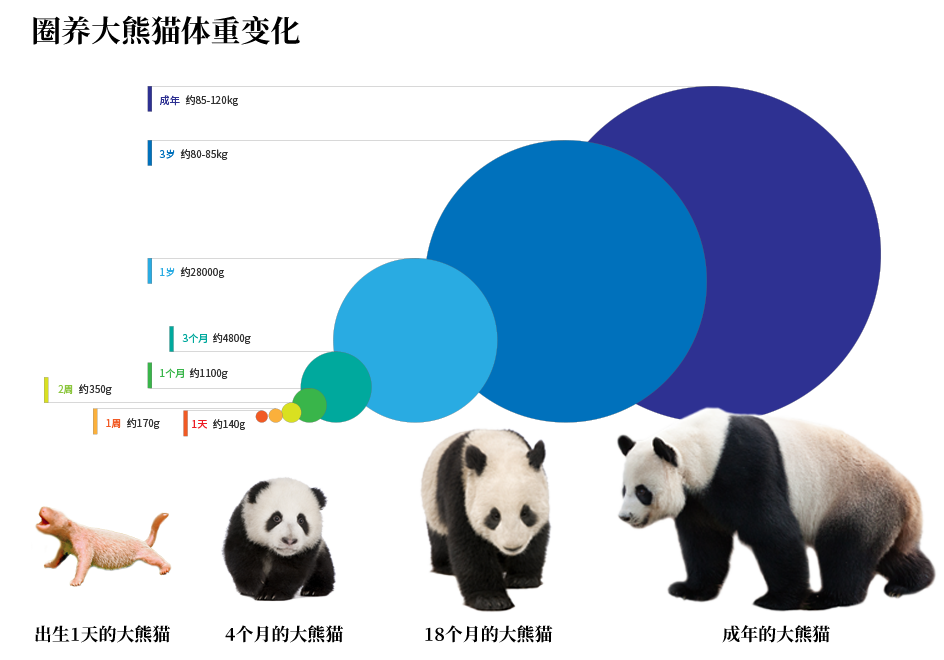 圈养大熊猫体重变化
成年 约85-120kg
3岁 约80-85kg
1岁 约28000g
3个月 约4800g
1个月 约1100g
2周 约350g
1周 约170g
1天 约140g
出生1天的大熊猫
4个月的大熊猫
18个月的大熊猫
成年的大熊猫